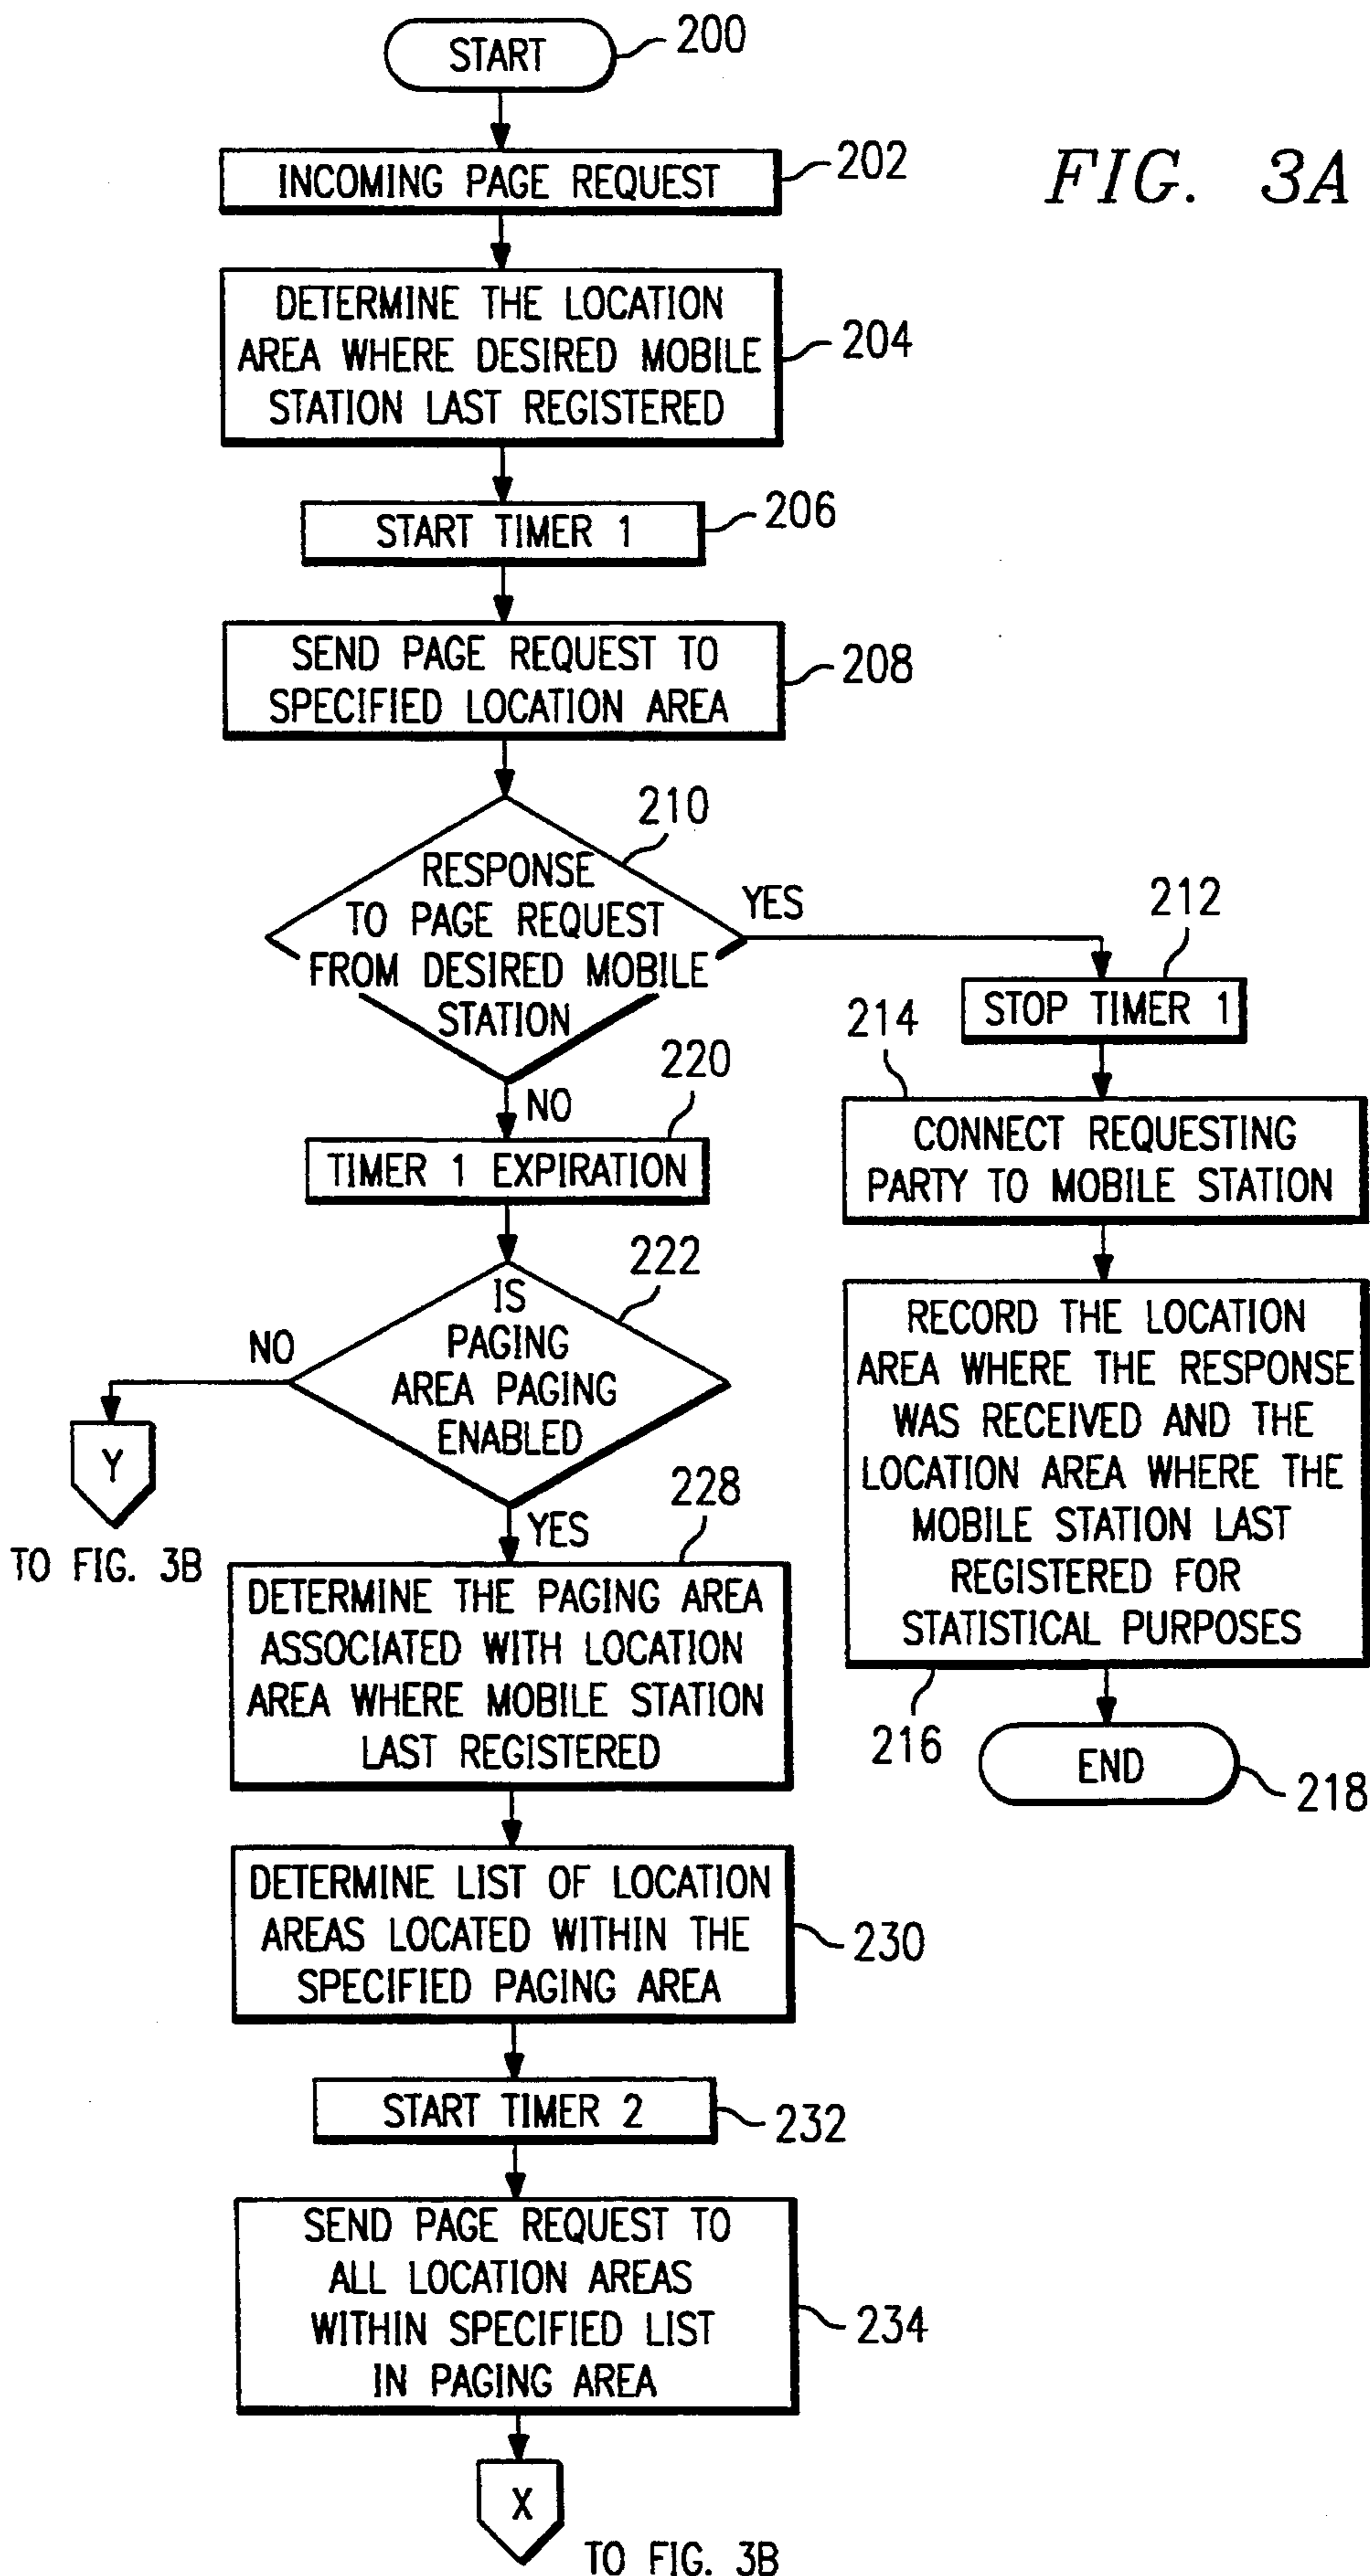 START
200
FIG. 3A
INCOMING PAGE REQUEST
202
DETERMINE THE LOCATION
AREA WHERE DESIRED MOBILE
STATION LAST REGISTERED
204
START TIMER 1
206
SEND PAGE REQUEST TO
SPECIFIED LOCATION AREA
208
210
RESPONSE
TO PAGE REQUEST
FROM DESIRED MOBILE
STATION
YES
212
STOP TIMER 1
214
CONNECT REQUESTING
PARTY TO MOBILE STATION
RECORD THE LOCATION
AREA WHERE THE RESPONSE
WAS RECEIVED AND THE
LOCATION AREA WHERE THE
MOBILE STATION LAST
REGISTERED FOR
STATISTICAL PURPOSES
216
END
218
NO
220
TIMER 1 EXPIRATION
222
IS
PAGING
AREA PAGING
ENABLED
NO
Y
TO FIG. 3B
YES
228
DETERMINE THE PAGING AREA
ASSOCIATED WITH LOCATION
AREA WHERE MOBILE STATION
LAST REGISTERED
DETERMINE LIST OF LOCATION
AREAS LOCATED WITHIN THE
SPECIFIED PAGING AREA
230
START TIMER 2
232
SEND PAGE REQUEST TO
ALL LOCATION AREAS
WITHIN SPECIFIED LIST
IN PAGING AREA
234
X
TO FIG. 3B